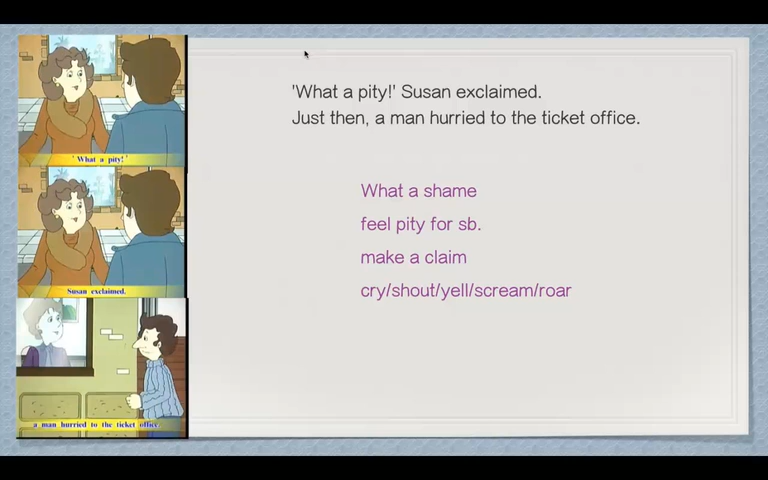 'What a pity!' Susan exclaimed.
Just then, a man hurried to the ticket office.
What a shame
feel pity for sb.
make a claim
cry/shout/yell/scream/roar
' What a pity! '
Susan exclaimed.
a man hurried to the ticket office.